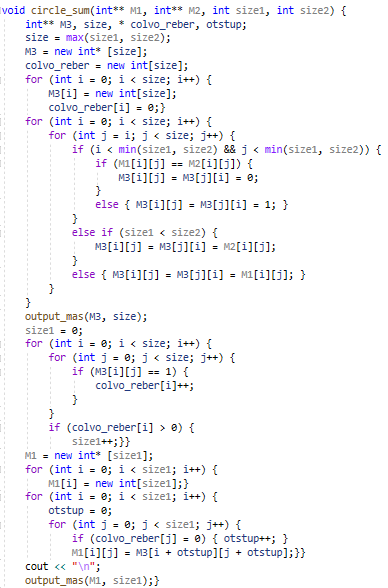 void circle_sum(int** M1, int** M2, int size1, int size2) {
    int** M3, size, * colvo_reber, otstup;
    size = max(size1, size2);
    M3 = new int* [size];
    colvo_reber = new int[size];
    for (int i = 0; i < size; i++) {
        M3[i] = new int[size];
        colvo_reber[i] = 0;}
    for (int i = 0; i < size; i++) {
        for (int j = i; j < size; j++) {
            if (i < min(size1, size2) && j < min(size1, size2)) {
                if (M1[i][j] == M2[i][j]) {
                    M3[i][j] = M3[j][i] = 0;
                }
                else { M3[i][j] = M3[j][i] = 1; }
            }
            else if (size1 < size2) {
                M3[i][j] = M3[j][i] = M2[i][j];
            }
            else { M3[i][j] = M3[j][i] = M1[i][j]; }
        }
    }
    output_mas(M3, size);
    size1 = 0;
    for (int i = 0; i < size; i++) {
        for (int j = 0; j < size; j++) {
            if (M3[i][j] == 1) {
                colvo_reber[i]++;
            }
        }
        if (colvo_reber[i] > 0) {
            size1++;}}
    M1 = new int* [size1];
    for (int i = 0; i < size1; i++) {
        M1[i] = new int[size1];}
    for (int i = 0; i < size1; i++) {
        otstup = 0;
        for (int j = 0; j < size1; j++) {
            if (colvo_reber[j] = 0) { otstup++; }
            M1[i][j] = M3[i + otstup][j + otstup];}}
    cout << "\n";
    output_mas(M1, size1);}